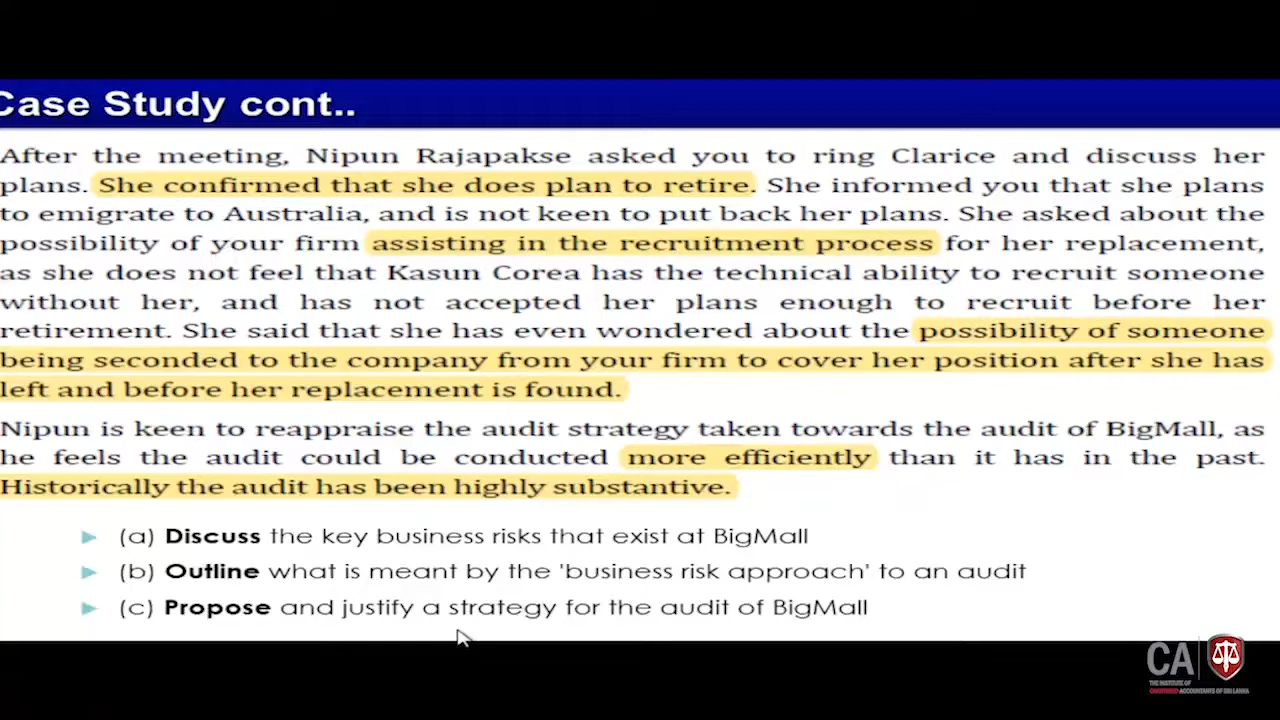 Case Study cont..
After the meeting, Nipun Rajapakse asked you to ring Clarice and discuss her
plans. She confirmed that she does plan to retire. She informed you that she plans
to emigrate to Australia, and is not keen to put back her plans. She asked about the
possibility of your firm assisting in the recruitment process for her replacement,
as she does not feel that Kasun Corea has the technical ability to recruit someone
without her, and has not accepted her plans enough to recruit before her
retirement. She said that she has even wondered about the possibility of someone
being seconded to the company from your firm to cover her position after she has
left and before her replacement is found.
Nipun is keen to reappraise the audit strategy taken towards the audit of BigMall, as
he feels the audit could be conducted more efficiently than it has in the past.
Historically the audit has been highly substantive.
(a) Discuss the key business risks that exist at BigMall
(b) Outline what is meant by the 'business risk approach' to an audit
(c) Propose and justify a strategy for the audit of BigMall
CA
THE INSTITUTE OF
CHARTERED ACCOUNTANTS OF SRI LANKA